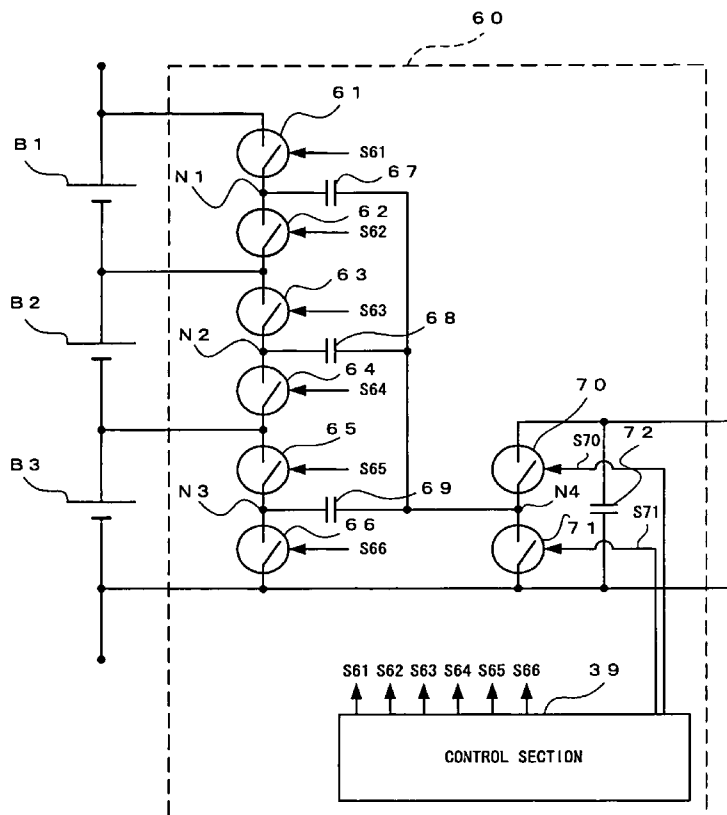 60
61
B1
S61
67
N1
62
S62
63
B2
S63
68
N2
64
S64
70
65
72
S70
B3
S65
69
N3
N4
66
71
S71
S66
S61 S62 S63 S64 S65 S66 39
CONTROL SECTION